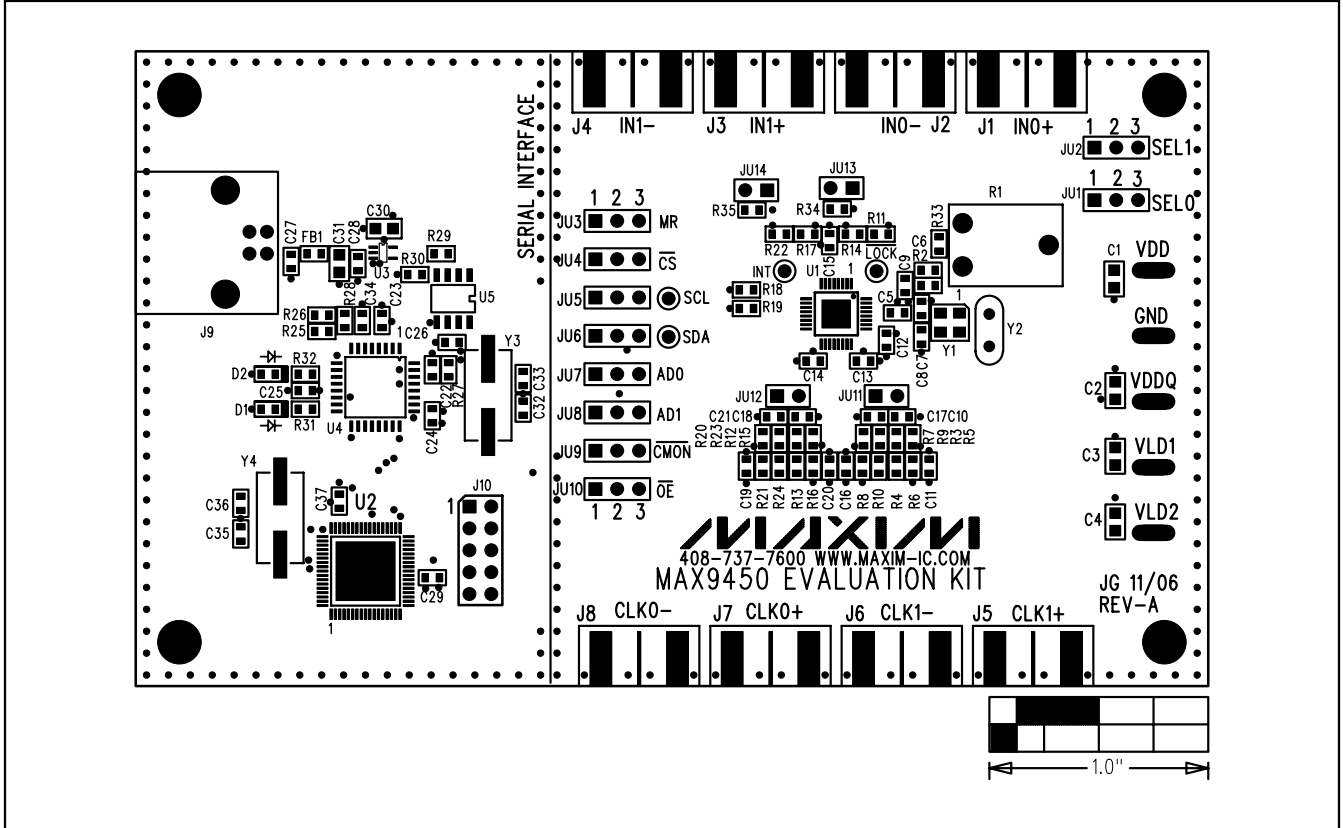 J4 IN1-
J3 IN1+
IN0- J2
J1 IN0+
SERIAL INTERFACE
1 2 3
JU2 SEL1
1 2 3
JU1 SEL0
JU14
JU13
R1
R35
R34
R11
R33
R22
R17
C15
R14
LOCK
C6
R2
C9
INT
U1
1
R18
R19
C5
C12
C8
C7
1
Y1
Y2
C14
C13
C1
VDD
GND
C2
VDDQ
C3
VLD1
C4
VLD2
1 2 3
JU3 MR
JU4 CS
JU5 SCL
JU6 SDA
JU7 AD0
JU8 AD1
JU9 CMON
JU10 OE
1 2 3
C30
C27
FB1
C31
C28
U3
R29
R30
J9
R26
R25
R28
C34
C23
1
U5
C26
Y3
D2
R32
C25
D1
R31
U4
C22
R27
C24
C33
C32
Y4
C36
C35
C37
U2
1
J10
C29
1
JU12
JU11
C21 C18
C17 C10
R20
R23
R12
R15
R7
R9
R3
R5
C19
R21
R24
R13
R16
C20
C16
R8
R10
R4
R6
C11
MAXIM
408-737-7600 WWW.MAXIM-IC.COM
MAX9450 EVALUATION KIT
JG 11/06
REV-A
J8 CLK0-
J7 CLK0+
J6 CLK1-
J5 CLK1+
1.0"